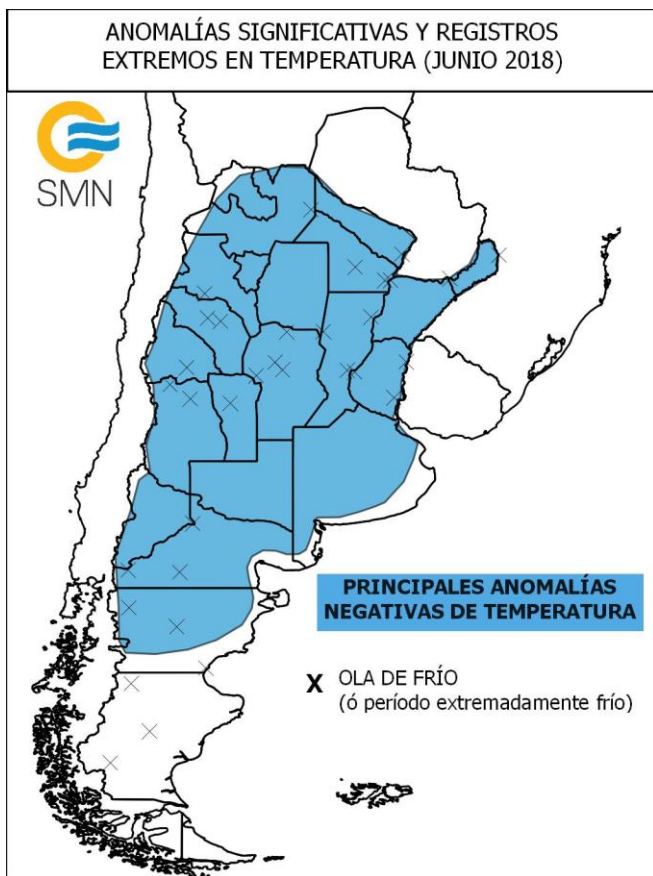 ANOMALÍAS SIGNIFICATIVAS Y REGISTROS
EXTREMOS EN TEMPERATURA (JUNIO 2018)
SMN
PRINCIPALES ANOMALÍAS
NEGATIVAS DE TEMPERATURA
X OLA DE FRÍO
(ó período extremadamente frío)